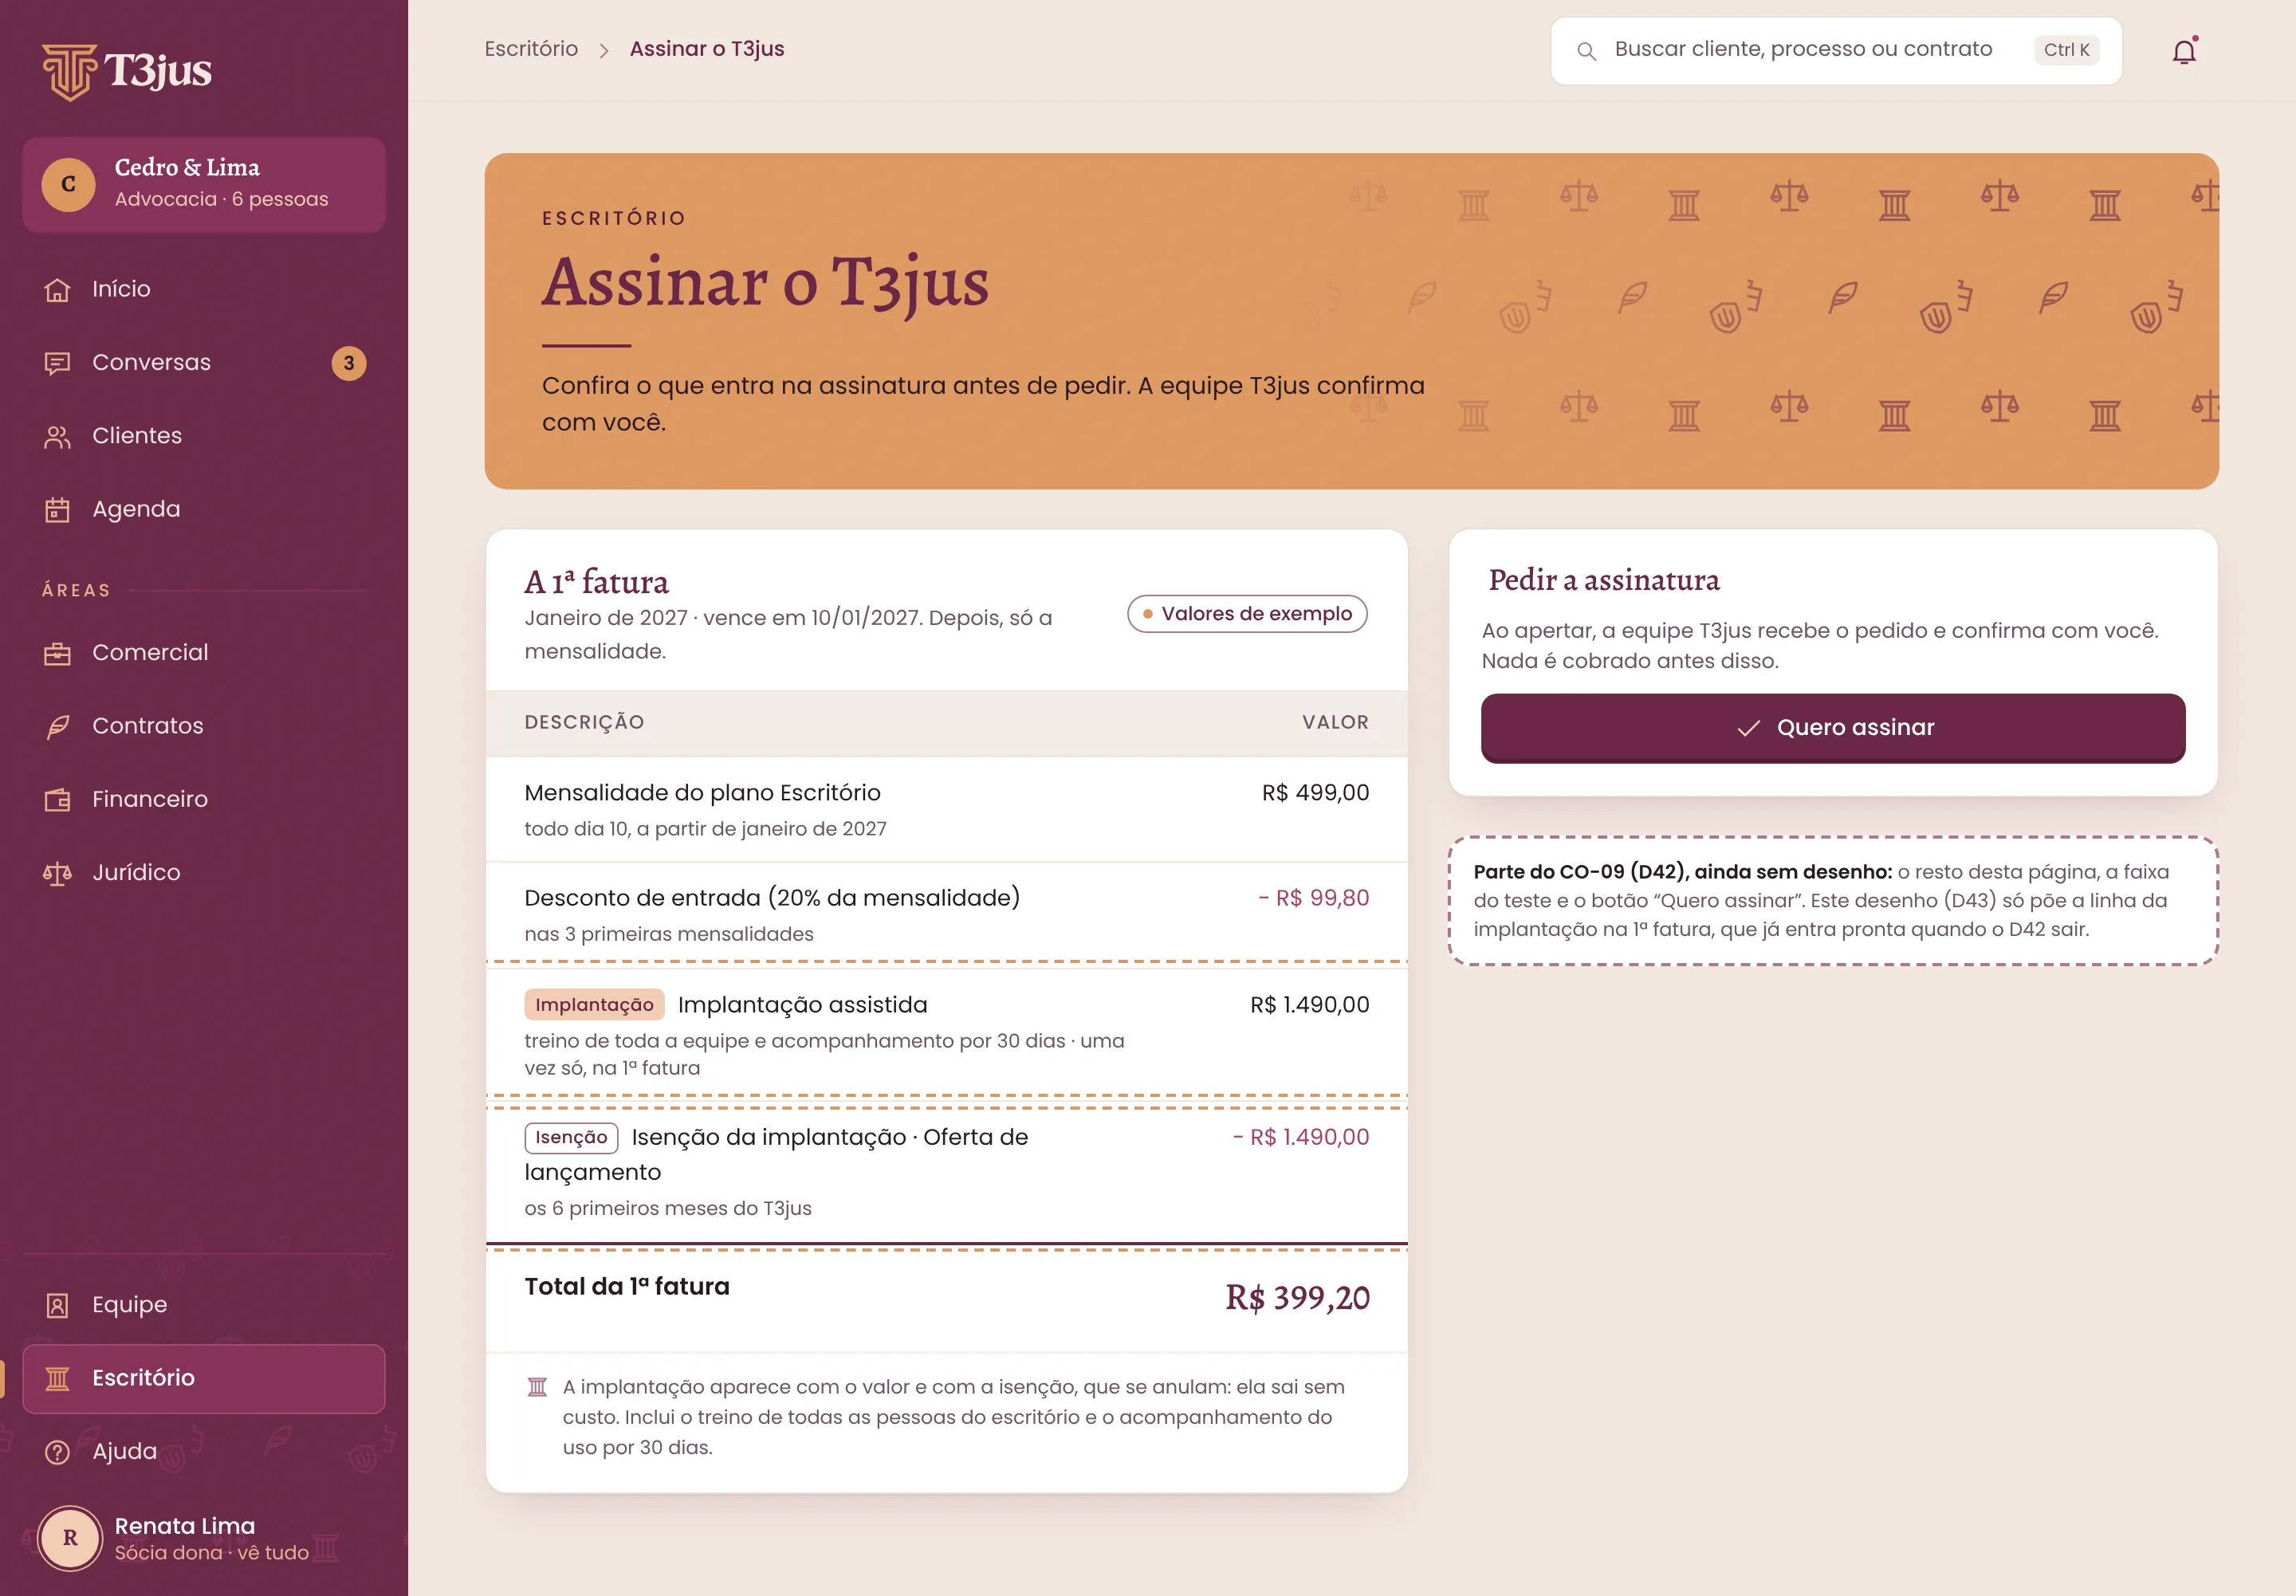 T3jus
C
Cedro & Lima
Advocacia · 6 pessoas
Início
Conversas
3
Clientes
Agenda
ÁREAS
Comercial
Contratos
Financeiro
Jurídico
Equipe
Escritório
Ajuda
R
Renata Lima
Sócia dona · vê tudo
Escritório
Assinar o T3jus
Buscar cliente, processo ou contrato
Ctrl K
ESCRITÓRIO
Assinar o T3jus
Confira o que entra na assinatura antes de pedir. A equipe T3jus confirma
com você.
A 1ª fatura
Janeiro de 2027 · vence em 10/01/2027. Depois, só a
mensalidade.
Valores de exemplo
DESCRIÇÃO
VALOR
Mensalidade do plano Escritório
R$ 499,00
todo dia 10, a partir de janeiro de 2027
Desconto de entrada (20% da mensalidade)
- R$ 99,80
nas 3 primeiras mensalidades
Implantação
Implantação assistida
R$ 1.490,00
treino de toda a equipe e acompanhamento por 30 dias · uma
vez só, na 1ª fatura
Isenção
Isenção da implantação · Oferta de
lançamento
- R$ 1.490,00
os 6 primeiros meses do T3jus
Total da 1ª fatura
R$ 399,20
A implantação aparece com o valor e com a isenção, que se anulam: ela sai sem
custo. Inclui o treino de todas as pessoas do escritório e o acompanhamento do
uso por 30 dias.
Pedir a assinatura
Ao apertar, a equipe T3jus recebe o pedido e confirma com você.
Nada é cobrado antes disso.
Quero assinar
Parte do CO-09 (D42), ainda sem desenho: o resto desta página, a faixa
do teste e o botão “Quero assinar”. Este desenho (D43) só põe a linha da
implantação na 1ª fatura, que já entra pronta quando o D42 sair.